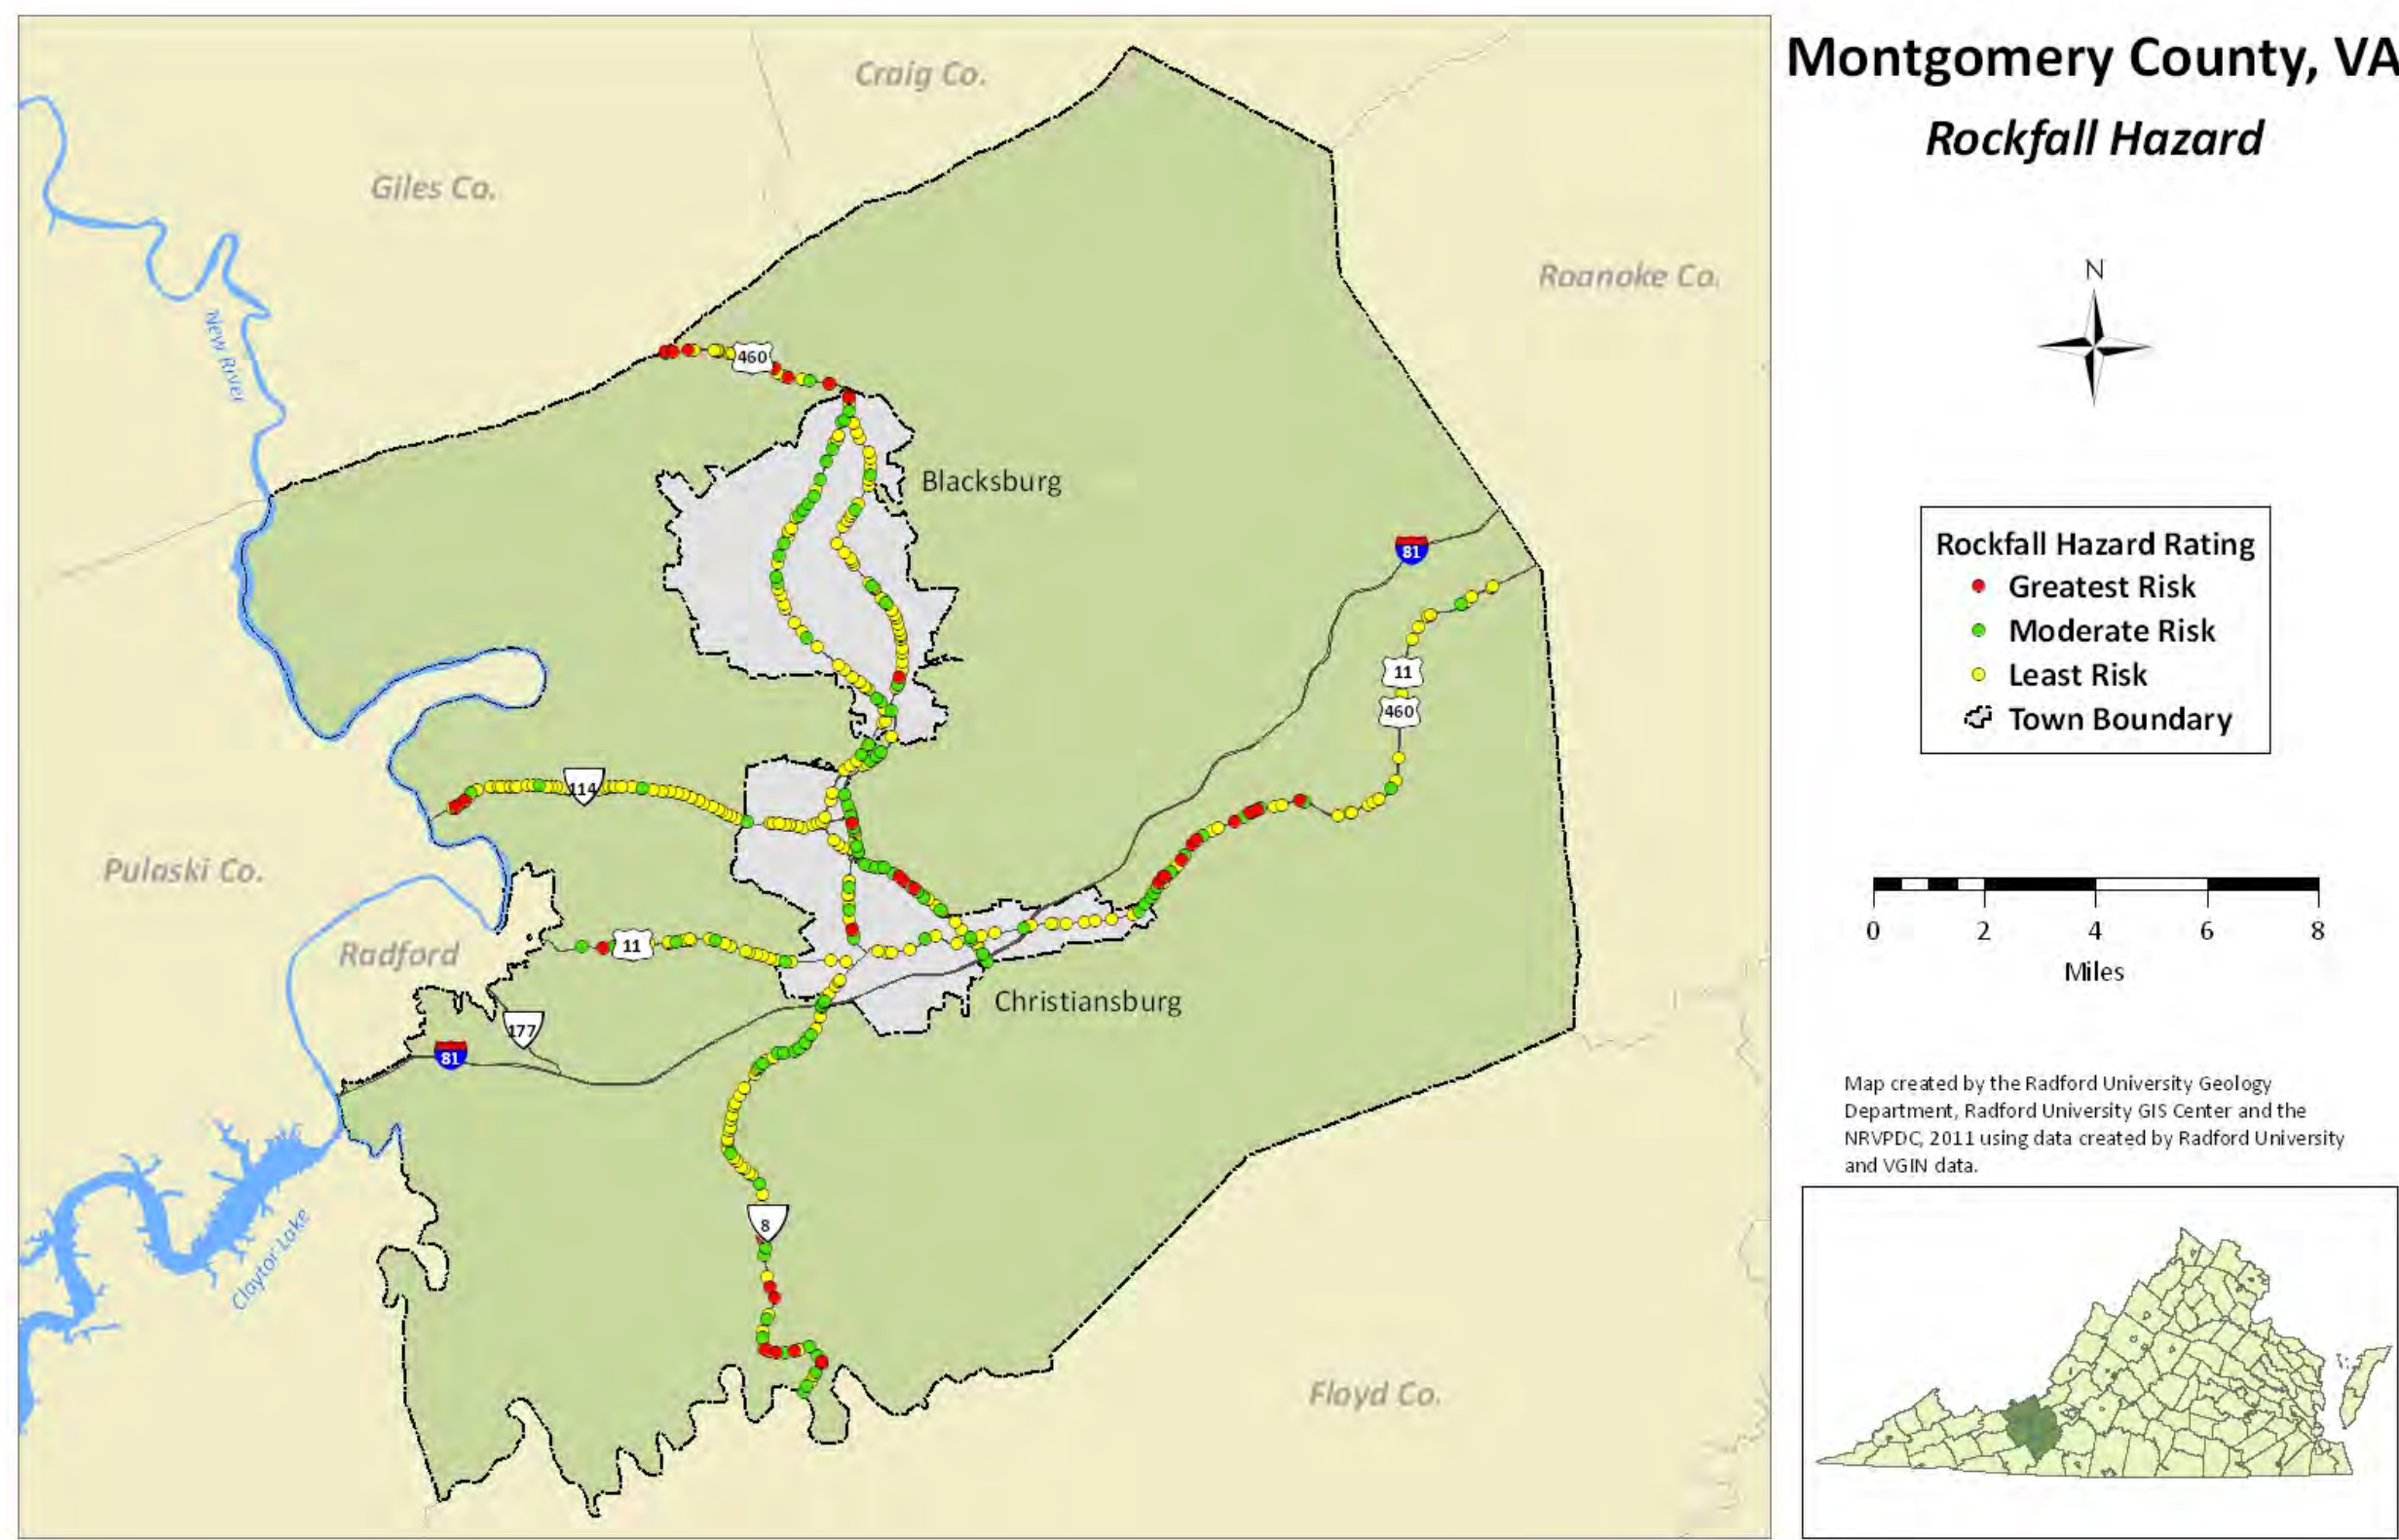 Montgomery County, VA
Rockfall Hazard
N
Craig Co.
Giles Co.
Roanoke Co.
New River
460
Blacksburg
81
11
460
114
Pulaski Co.
Radford
11
177
81
Christiansburg
8
Claytor Lake
Floyd Co.
Rockfall Hazard Rating
Greatest Risk
Moderate Risk
Least Risk
Town Boundary
0 2 4 6 8
Miles
Map created by the Radford University Geology
Department, Radford University GIS Center and the
NRVPDC, 2011 using data created by Radford University
and VGIN data.